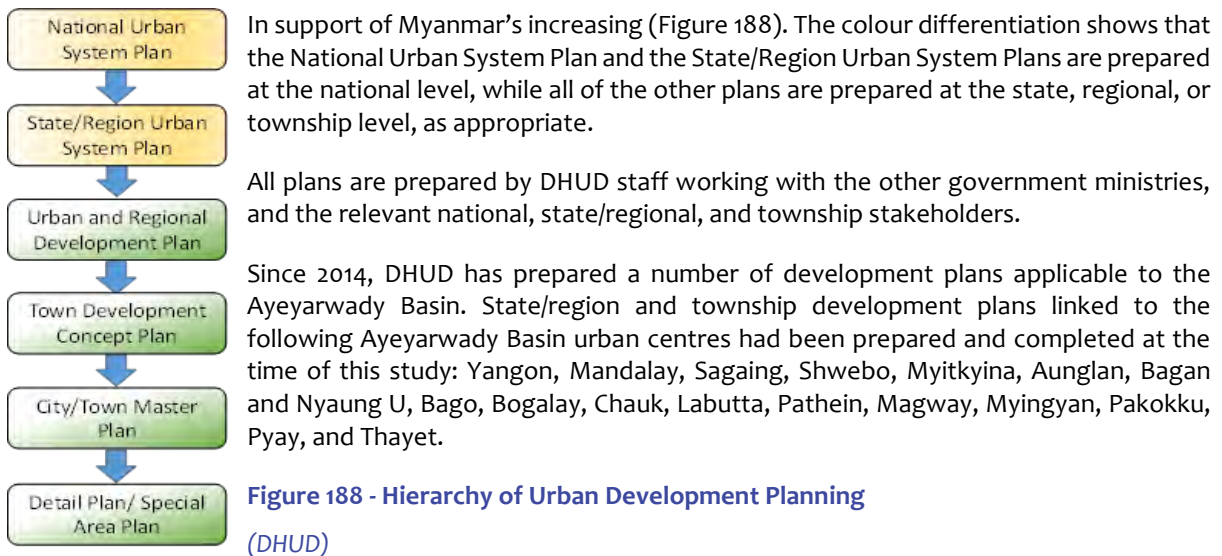 National Urban
System Plan
State/Region Urban
System Plan
Urban and Regional
Development Plan
Town Development
Concept Plan
City/Town Master
Plan
Detail Plan/ Special
Area Plan
In support of Myanmar’s increasing (Figure 188). The colour differentiation shows that
the National Urban System Plan and the State/Region Urban System Plans are prepared
at the national level, while all of the other plans are prepared at the state, regional, or
township level, as appropriate.
All plans are prepared by DHUD staff working with the other government ministries,
and the relevant national, state/regional, and township stakeholders.
Since 2014, DHUD has prepared a number of development plans applicable to the
Ayeyarwady Basin. State/region and township development plans linked to the
following Ayeyarwady Basin urban centres had been prepared and completed at the
time of this study: Yangon, Mandalay, Sagaing, Shwebo, Myitkyina, Aunglan, Bagan
and Nyaung U, Bago, Bogalay, Chauk, Labutta, Pathein, Magway, Myingyan, Pakokku,
Pyay, and Thayet.
Figure 188 - Hierarchy of Urban Development Planning
(DHUD)